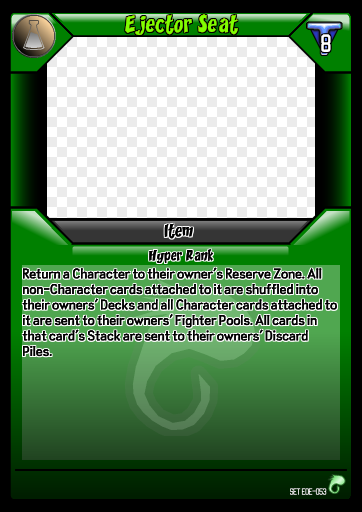 Ejector Seat
8
Item
Hyper Rank
Return a Character to their owner's Reserve Zone. All
non-Character cards attached to it are shuffled into
their owners' Decks and all Character cards attached to
it are sent to their owners' Fighter Pools. All cards in
that card's Stack are sent to their owners' Discard
Piles.
SET EDE-053